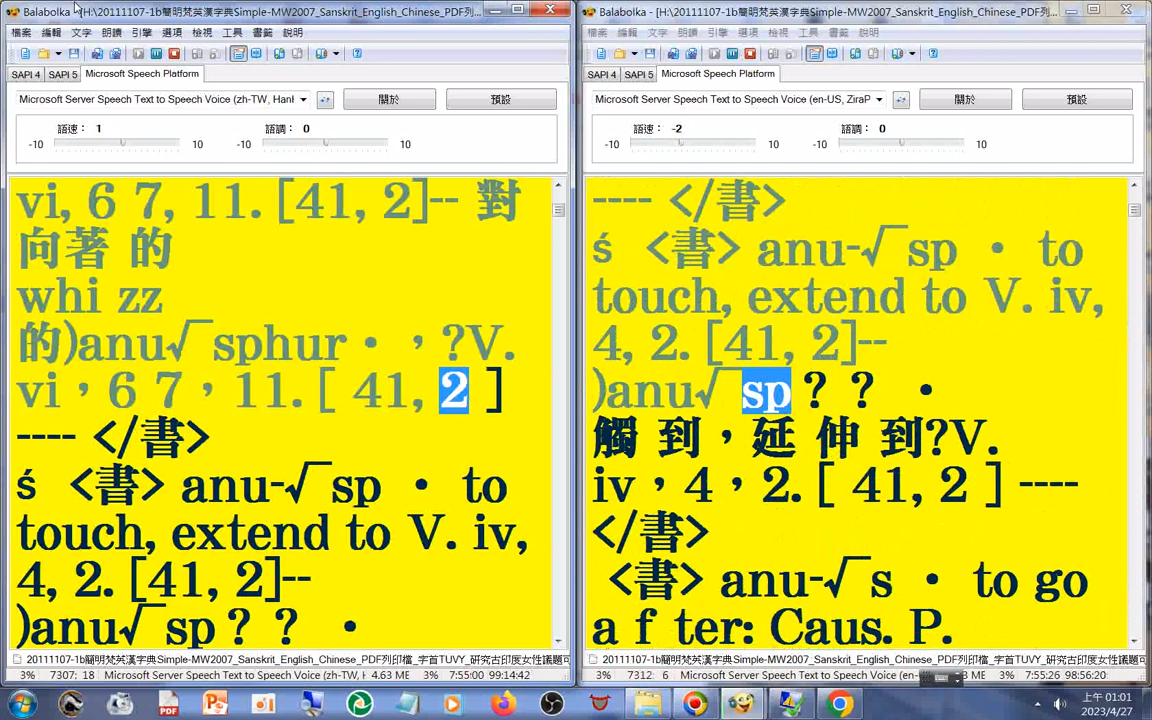 Balabolka - [H:\20111107-1b簡明梵英漢字典Simple-MW2007_Sanskrit_English_Chinese_PDF列...
檔案 編輯 文字 朗讀 引擎 選項 檢視 工具 書籤 說明
SAPI 4 SAPI 5 Microsoft Speech Platform
Microsoft Server Speech Text to Speech Voice (zh-TW, Hanl 關於 預設
語速： 1 語調： 0
-10 10 -10 10
vi, 6 7, 11. [41, 2]-- 對
向著 的
whi zz
的)anu√sphur‧，?V.
vi，6 7，11. [ 41, 2 ]
---- </書>
ś <書> anu-√sp ‧ to
touch, extend to V. iv,
4, 2. [41, 2]--
)anu√sp？？ ‧
20111107-1b簡明梵英漢字典Simple-MW2007_Sanskrit_English_Chinese_PDF列印檔_字首TUVY_研究古印度女性議題可
3% 7307; 18 Microsoft Server Speech Text to Speech Voice (zh-TW, H 4.63 ME 3% 7:55:00 99:14:42
Balabolka - [H:\20111107-1b簡明梵英漢字典Simple-MW2007_Sanskrit_English_Chinese_PDF列...
檔案 編輯 文字 朗讀 引擎 選項 檢視 工具 書籤 說明
SAPI 4 SAPI 5 Microsoft Speech Platform
Microsoft Server Speech Text to Speech Voice (en-US, ZiraP 關於 預設
語速： -2 語調： 0
-10 10 -10 10
---- </書>
ś <書> anu-√sp ‧ to
touch, extend to V. iv,
4, 2. [41, 2]--
)anu√sp？？ ‧
觸 到，延 伸 到?V.
iv，4，2. [ 41, 2 ] ----
</書>
<書> anu-√s ‧ to go
a f ter: Caus. P.
20111107-1b簡明梵英漢字典Simple-MW2007_Sanskrit_English_Chinese_PDF列印檔_字首TUVY_研究古印度女性議題可
3% 7312; 6 Microsoft Server Speech Text to Speech Voice (en-US, 3 ME 3% 7:55:26 98:56:20
上午 01:01
2023/4/27